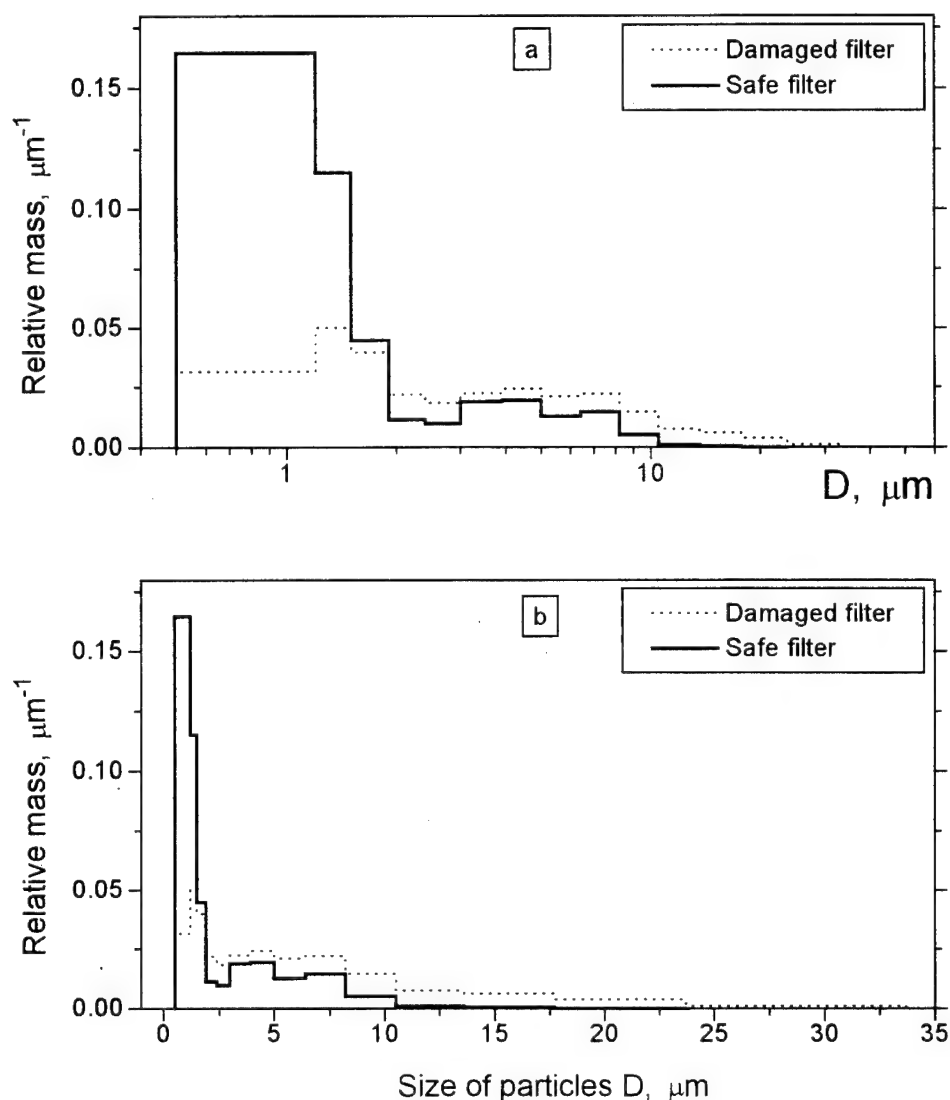 a
Damaged filter
Safe filter
Relative mass, μm⁻¹
0.15
0.10
0.05
0.00
1
10
D, μm
b
Damaged filter
Safe filter
Relative mass, μm⁻¹
0.15
0.10
0.05
0.00
0 5 10 15 20 25 30 35
Size of particles D, μm